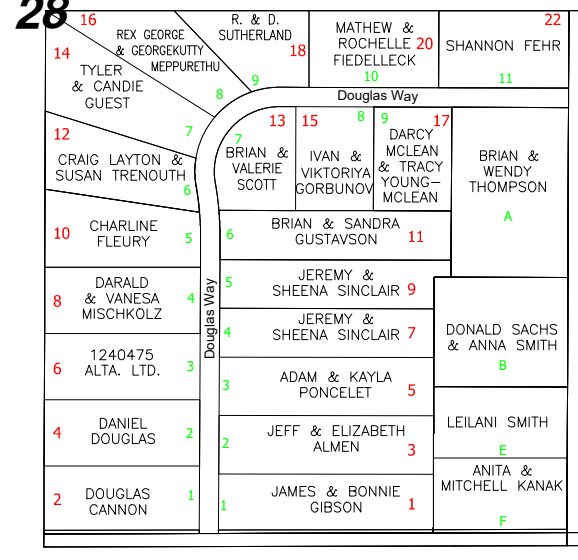 28
16
REX GEORGE
& GEORGEKUTTY
MEPPURETHU
8
R. & D.
SUTHERLAND
18
9
MATHEW &
ROCHELLE 20
FIEDELLECK
10
22
SHANNON FEHR
11
14
TYLER
& CANDIE
GUEST
7
Douglas Way
12
CRAIG LAYTON &
SUSAN TRENOUTH
6
13
7
BRIAN &
VALERIE
SCOTT
15
8
IVAN &
VIKTORIYA
GORBUNOV
9
17
DARCY
MCLEAN
& TRACY
YOUNG–
MCLEAN
BRIAN &
WENDY
THOMPSON
A
10
CHARLINE
FLEURY
5
6
BRIAN & SANDRA
GUSTAVSON
11
8
DARALD
& VANESA
MISCHKOLZ
4
Douglas Way
5
JEREMY &
SHEENA SINCLAIR 9
4
JEREMY &
SHEENA SINCLAIR 7
DONALD SACHS
& ANNA SMITH
B
6
1240475
ALTA. LTD.
3
3
ADAM & KAYLA
PONCELET
5
4
DANIEL
DOUGLAS
2
2
JEFF & ELIZABETH
ALMEN
3
LEILANI SMITH
E
2
DOUGLAS
CANNON
1
1
JAMES & BONNIE
GIBSON
1
ANITA &
MITCHELL KANAK
F